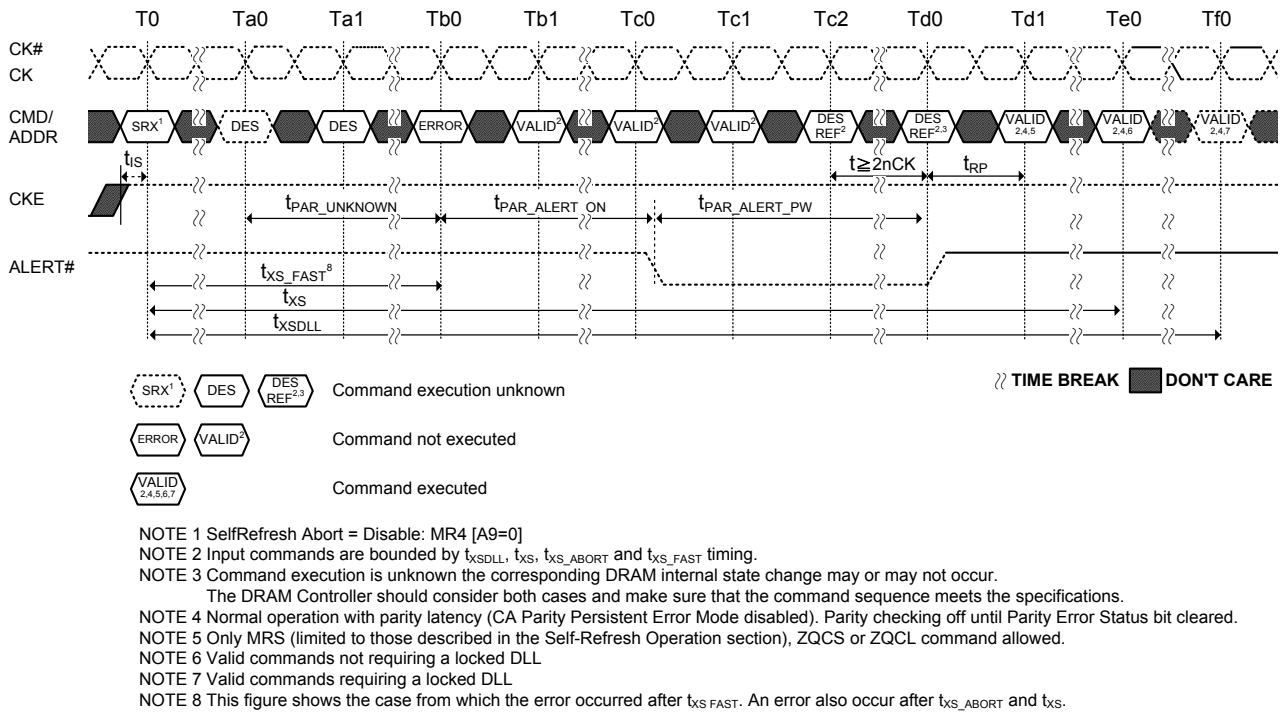 T0 Ta0 Ta1 Tb0 Tb1 Tc0 Tc1 Tc2 Td0 Td1 Te0 Tf0
CK#
CK
CMD/
ADDR
SRX¹ DES DES ERROR VALID² VALID² VALID² DES REF² DES REF²,³ VALID 2,4,5 VALID 2,4,6 VALID 2,4,7
tIS t≧2nCK tRP
CKE
tPAR_UNKNOWN tPAR_ALERT_ON tPAR_ALERT_PW
ALERT#
tXS_FAST⁸
tXS
tXSDLL
SRX¹ DES DES REF²,³ Command execution unknown
TIME BREAK DON'T CARE
ERROR VALID² Command not executed
VALID 2,4,5,6,7 Command executed
NOTE 1 SelfRefresh Abort = Disable: MR4 [A9=0]
NOTE 2 Input commands are bounded by tXSDLL, tXS, tXS_ABORT and tXS_FAST timing.
NOTE 3 Command execution is unknown the corresponding DRAM internal state change may or may not occur.
The DRAM Controller should consider both cases and make sure that the command sequence meets the specifications.
NOTE 4 Normal operation with parity latency (CA Parity Persistent Error Mode disabled). Parity checking off until Parity Error Status bit cleared.
NOTE 5 Only MRS (limited to those described in the Self-Refresh Operation section), ZQCS or ZQCL command allowed.
NOTE 6 Valid commands not requiring a locked DLL
NOTE 7 Valid commands requiring a locked DLL
NOTE 8 This figure shows the case from which the error occurred after tXS FAST. An error also occur after tXS_ABORT and tXS.